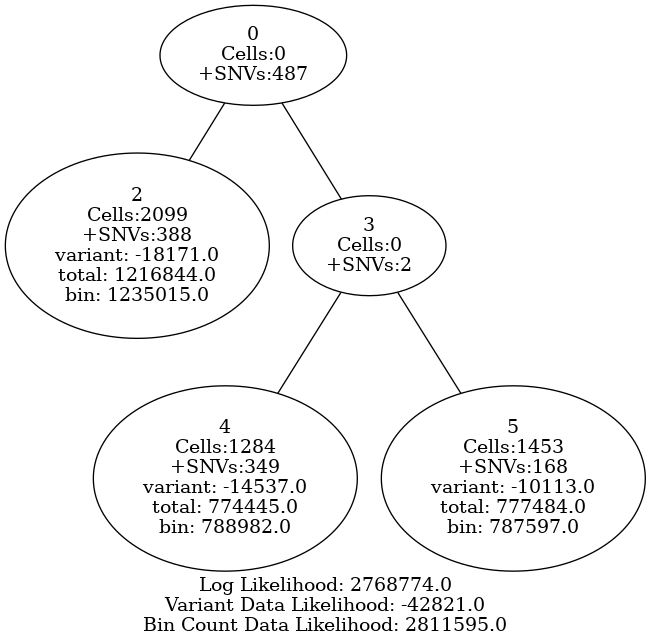 0
Cells:0
+SNVs:487
2
Cells:2099
+SNVs:388
variant: -18171.0
total: 1216844.0
bin: 1235015.0
3
Cells:0
+SNVs:2
4
Cells:1284
+SNVs:349
variant: -14537.0
total: 774445.0
bin: 788982.0
5
Cells:1453
+SNVs:168
variant: -10113.0
total: 777484.0
bin: 787597.0
Log Likelihood: 2768774.0
Variant Data Likelihood: -42821.0
Bin Count Data Likelihood: 2811595.0